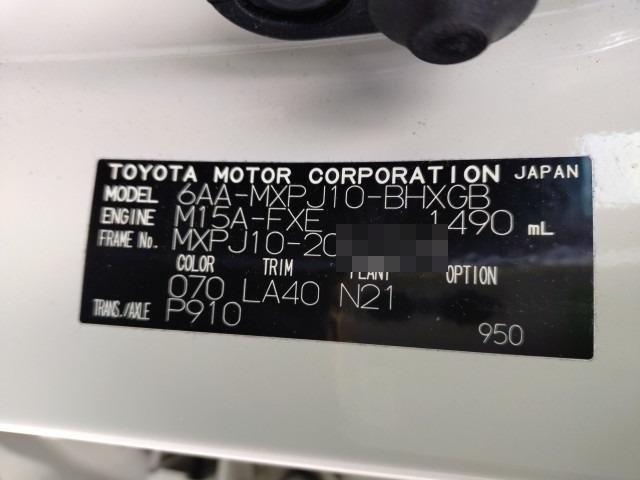 TOYOTA MOTOR CORPORATION JAPAN
MODEL 6AA-MXPJ10-BHXGB
ENGINE M15A-FXE 1490 mL
FRAME No. MXPJ10-20
COLOR TRIM PLANT OPTION
070 LA40 N21
TRANS./AXLE P910
950